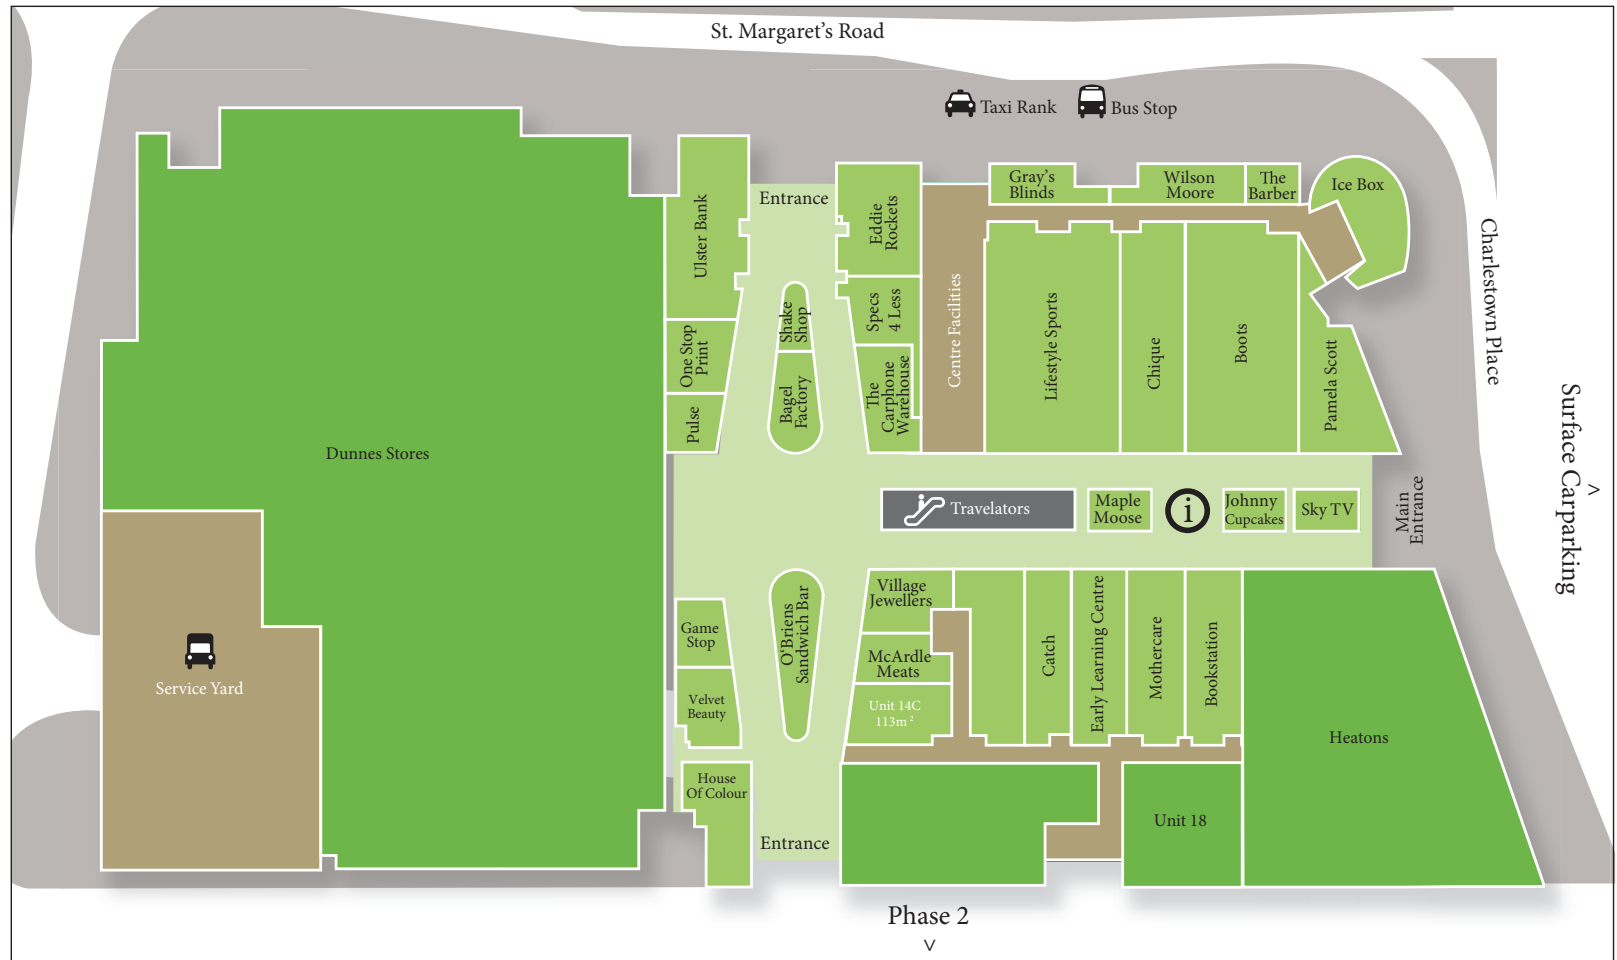 St. Margaret's Road
Taxi Rank
Bus Stop
Entrance
Ulster Bank
Eddie
Rockets
Gray's
Blinds
Wilson
Moore
The
Barber
Ice Box
Charlestown Place
Shake
Shop
Specs
4 Less
One Stop
Print
Bagel
Factory
The
Carphone
Warehouse
Pulse
Centre Facilities
Lifestyle Sports
Chique
Boots
Pamela Scott
Dunnes Stores
Surface Carparking
>
Travelators
Maple
Moose
i
Johnny
Cupcakes
Sky TV
Main
Entrance
Village
Jewellers
Game
Stop
O'Briens
Sandwich Bar
McArdle
Meats
Catch
Early Learning Centre
Mothercare
Bookstation
Service Yard
Velvet
Beauty
Unit 14C
113m²
Heatons
House
Of Colour
Unit 18
Entrance
Phase 2
>